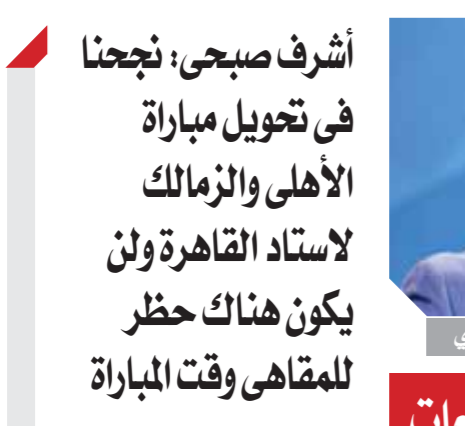 أشرف صبحى: نجحنا
فى تحويل مباراة
الأهلى والزمالك
لاستاد القاهرة ولن
يكون هناك حظر
للمقاهى وقت المباراة